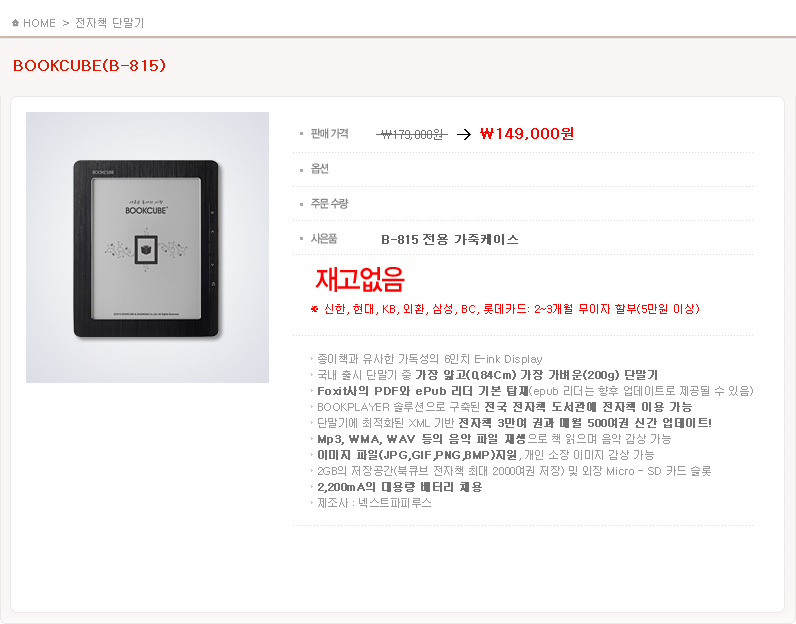 HOME > 전자책 단말기
BOOKCUBE(B-815)
BOOKCUBE
BOOKCUBE
판매 가격 ₩179,000원 → ₩149,000원
옵션
주문 수량
사은품 B-815 전용 가죽케이스
재고없음
* 신한, 현대, KB, 외환, 삼성, BC, 롯데카드: 2~3개월 무이자 할부(5만원 이상)
· 종이책과 유사한 가독성의 6인치 E-ink Display
· 국내 출시 단말기 중 가장 얇고(0.84Cm) 가장 가벼운(200g) 단말기
· Foxit사의 PDF와 ePub 리더 기본 탑재(epub 리더는 향후 업데이트로 제공될 수 있음)
· BOOKPLAYER 솔루션으로 구축된 전국 전자책 도서관에 전자책 이용 가능
· 단말기에 최적화된 XML 기반 전자책 3만여 권과 매월 500여권 신간 업데이트!
· Mp3, WMA, WAV 등의 음악 파일 재생으로 책 읽으며 음악 감상 가능
· 이미지 파일(JPG,GIF,PNG,BMP)지원, 개인 소장 이미지 감상 가능
· 2GB의 저장공간(북큐브 전자책 최대 2000여권 저장) 및 외장 Micro - SD 카드 슬롯
· 2,200mA의 대용량 배터리 채용
· 제조사 : 넥스트파피루스